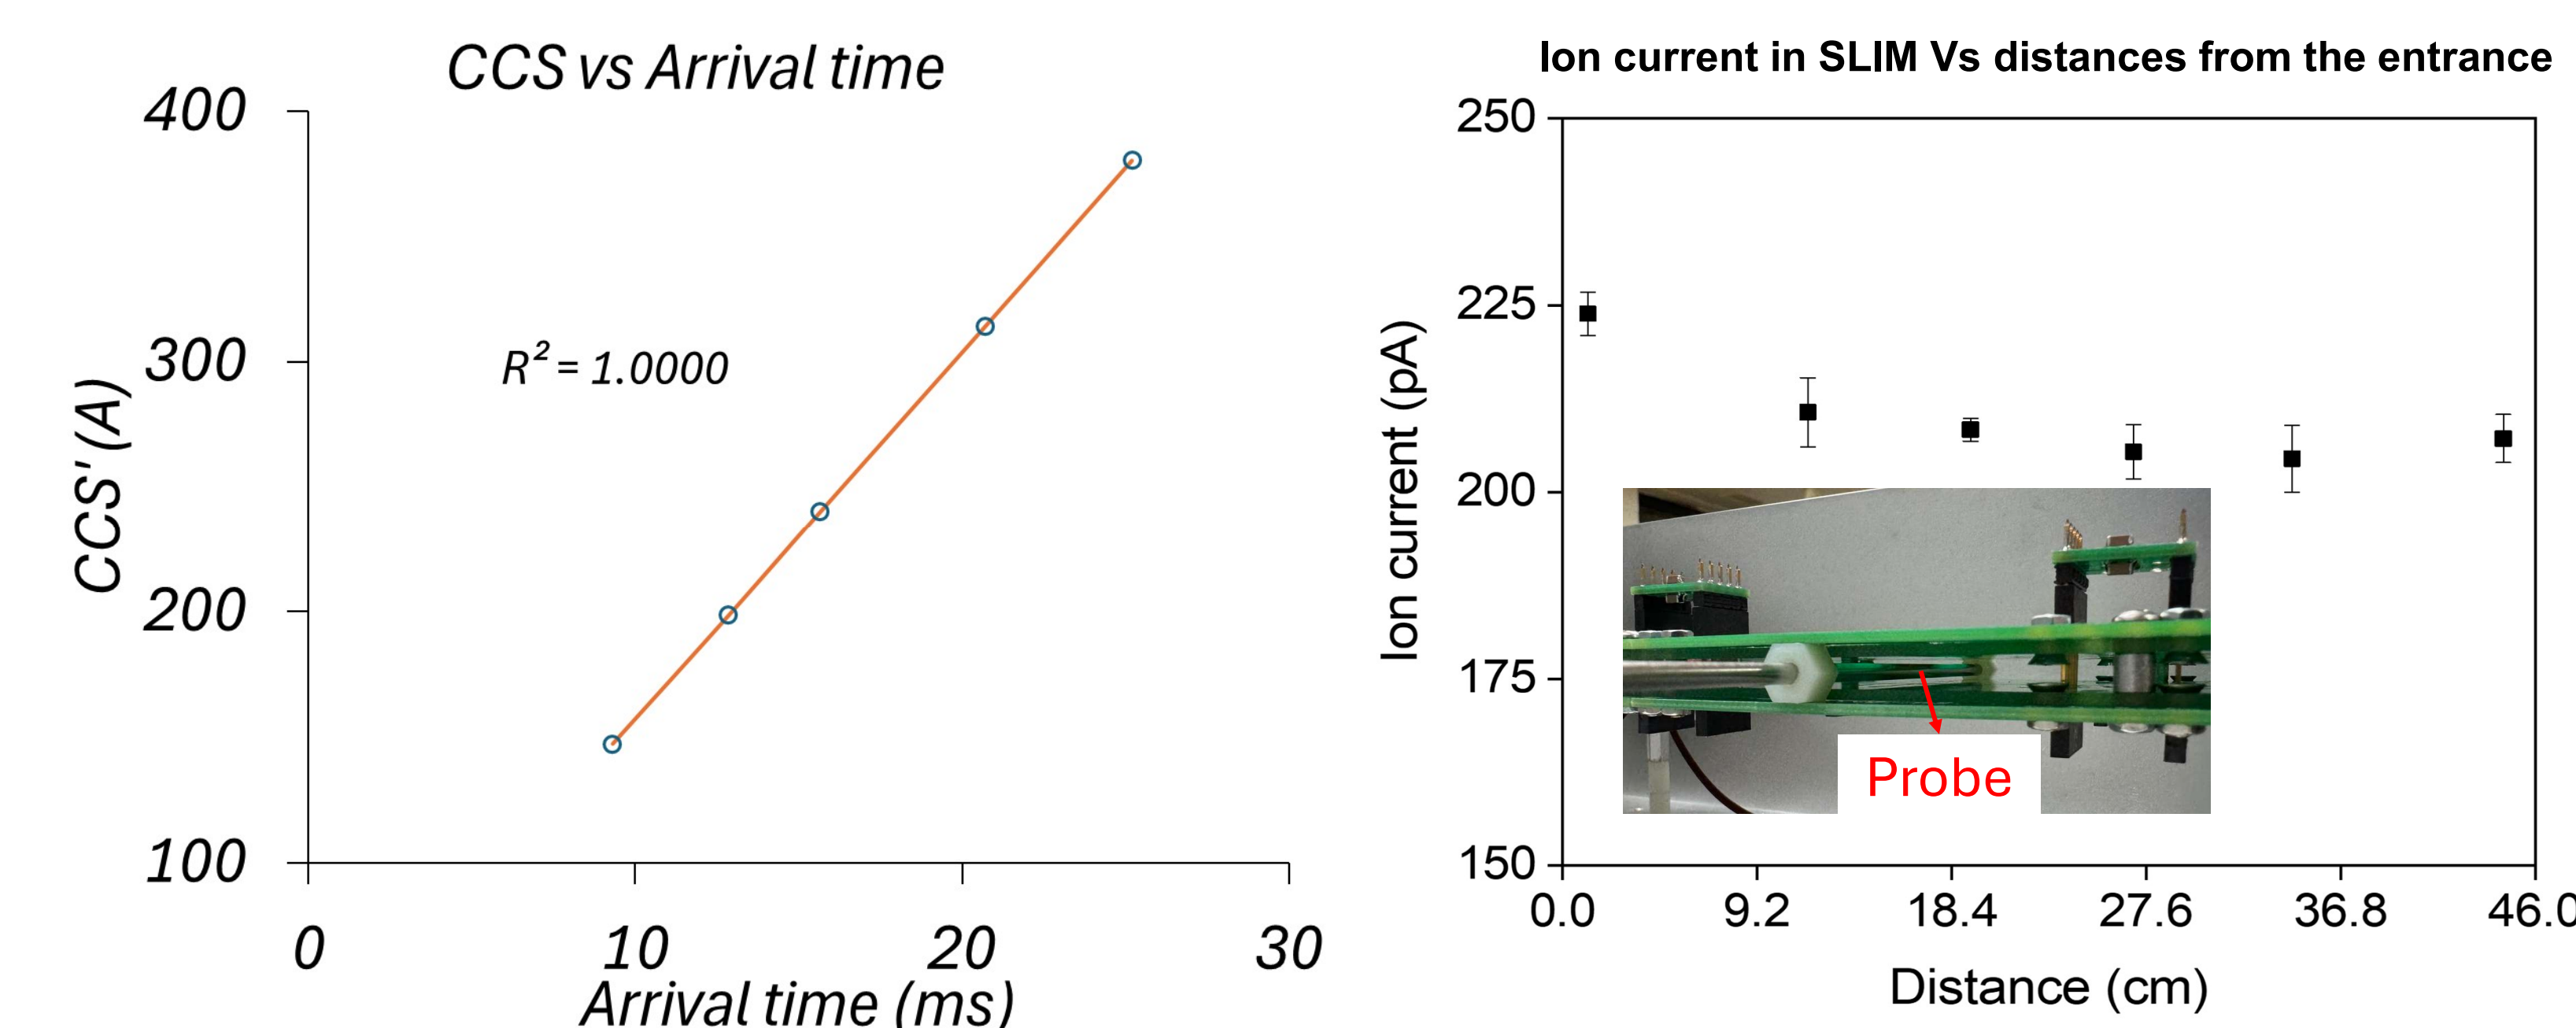 CCS vs Arrival time
400
300
200
100
CCS' (A)
R² = 1.0000
0 10 20 30
Arrival time (ms)
Ion current in SLIM Vs distances from the entrance
250
225
200
175
150
Ion current (pA)
Probe
0.0 9.2 18.4 27.6 36.8 46.0
Distance (cm)